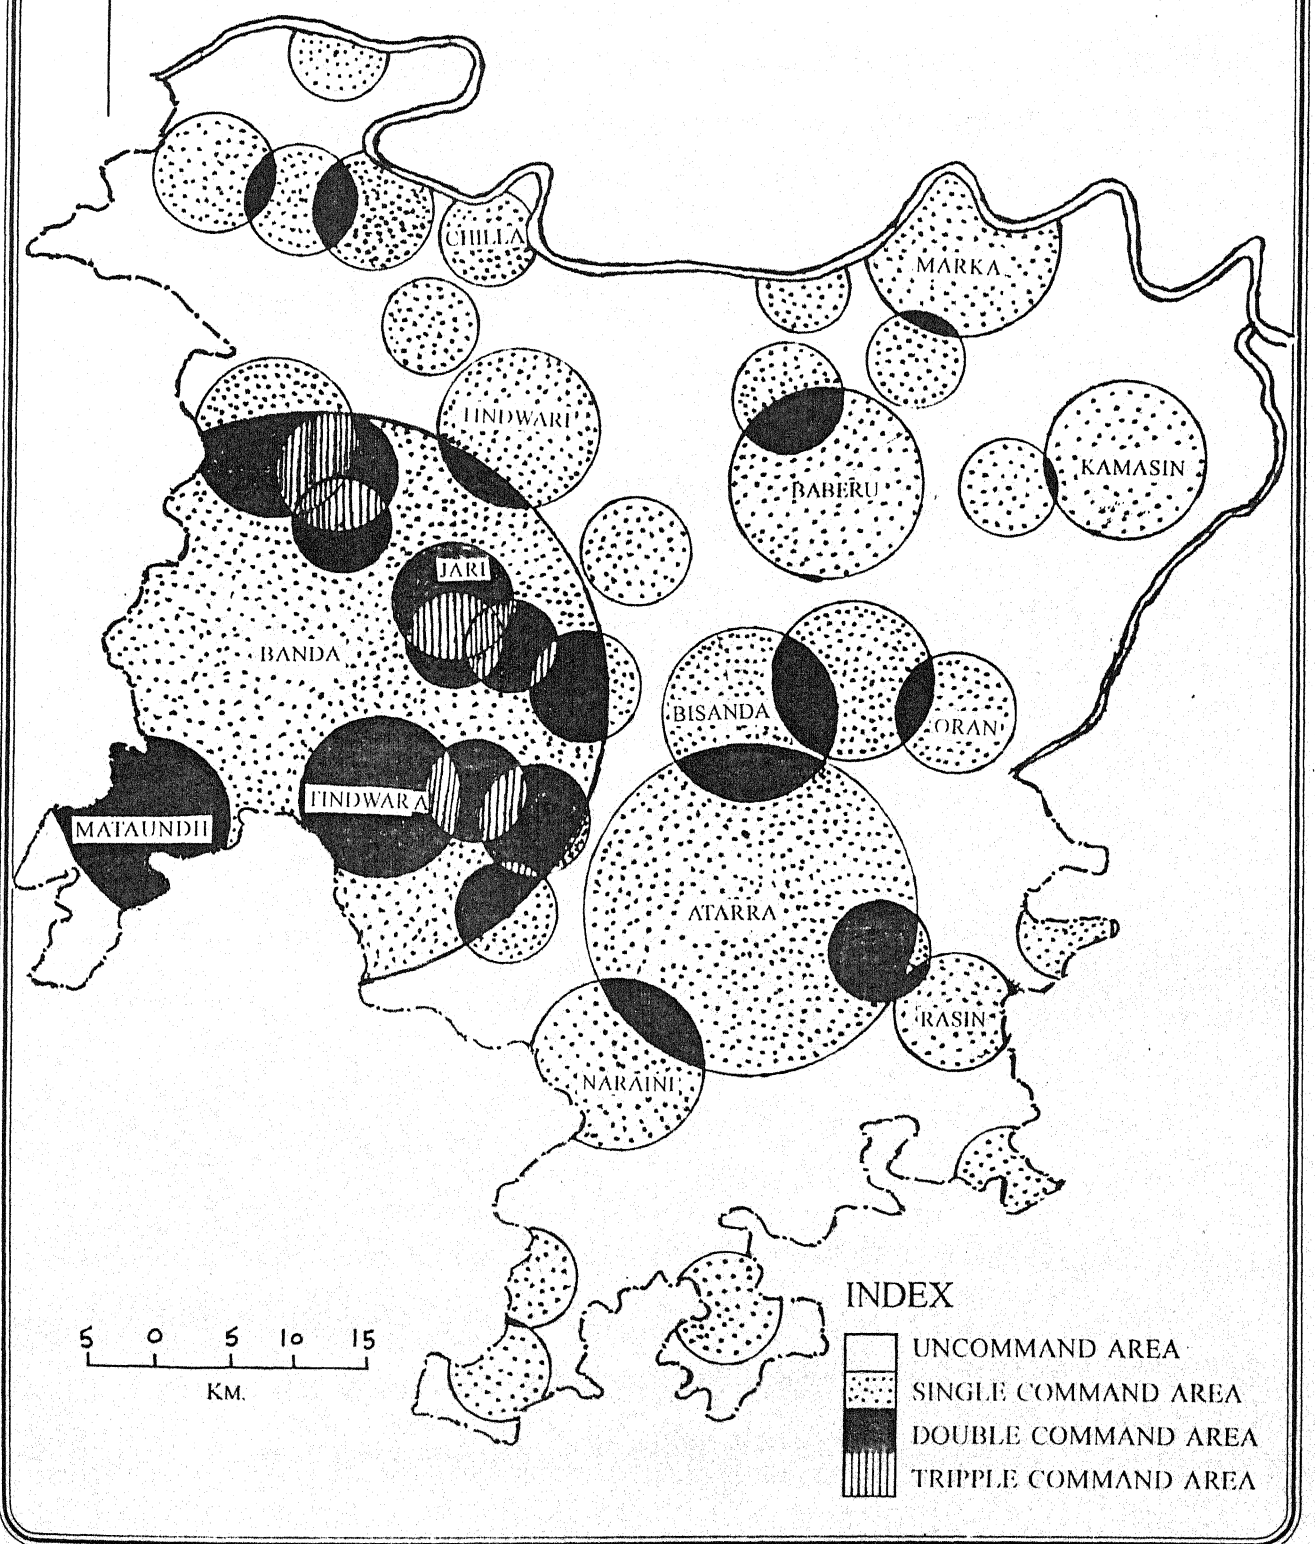 CHILLA
MARKA
TINDWARI
KAMASIN
BABERU
JARI
BANDA
BISANDA
ORAN
TINDWARA
MATAUNDH
ATARRA
RASIN
NARAINI
INDEX
5 0 5 10 15
KM.
UNCOMMAND AREA
SINGLE COMMAND AREA
DOUBLE COMMAND AREA
TRIPPLE COMMAND AREA